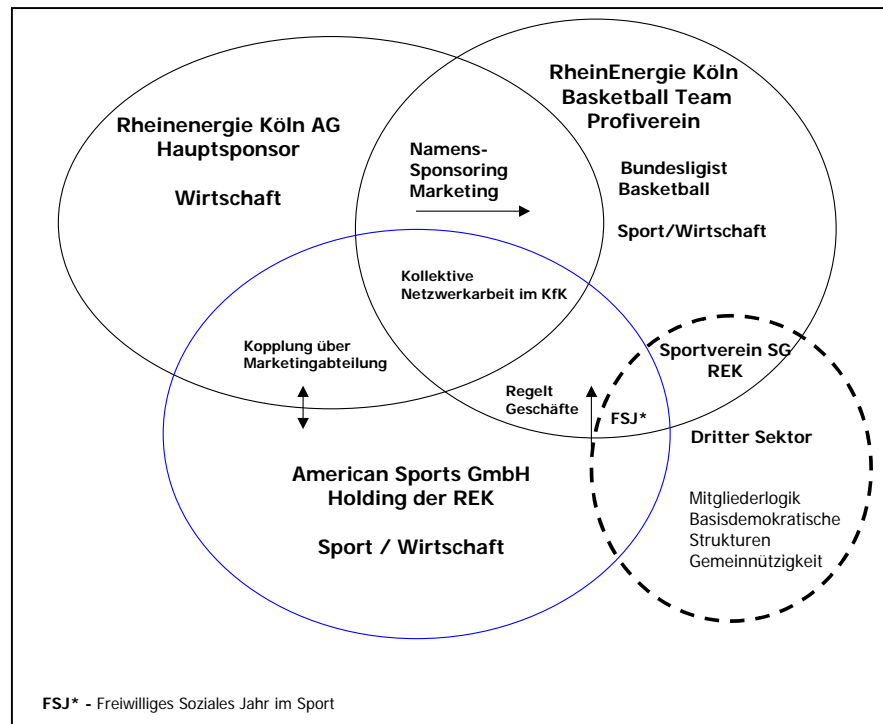 Rheinenergie Köln AG
Hauptsponsor
Wirtschaft
RheinEnergie Köln
Basketball Team
Profiverein
Bundesligist
Basketball
Sport/Wirtschaft
Namens-
Sponsoring
Marketing
Kollektive
Netzwerkarbeit im KfK
Kopplung über
Marketingabteilung
Regelt
Geschäfte
FSJ*
Sportverein SG
REK
Dritter Sektor
Mitgliederlogik
Basisdemokratische
Strukturen
Gemeinnützigkeit
American Sports GmbH
Holding der REK
Sport / Wirtschaft
FSJ* - Freiwilliges Soziales Jahr im Sport